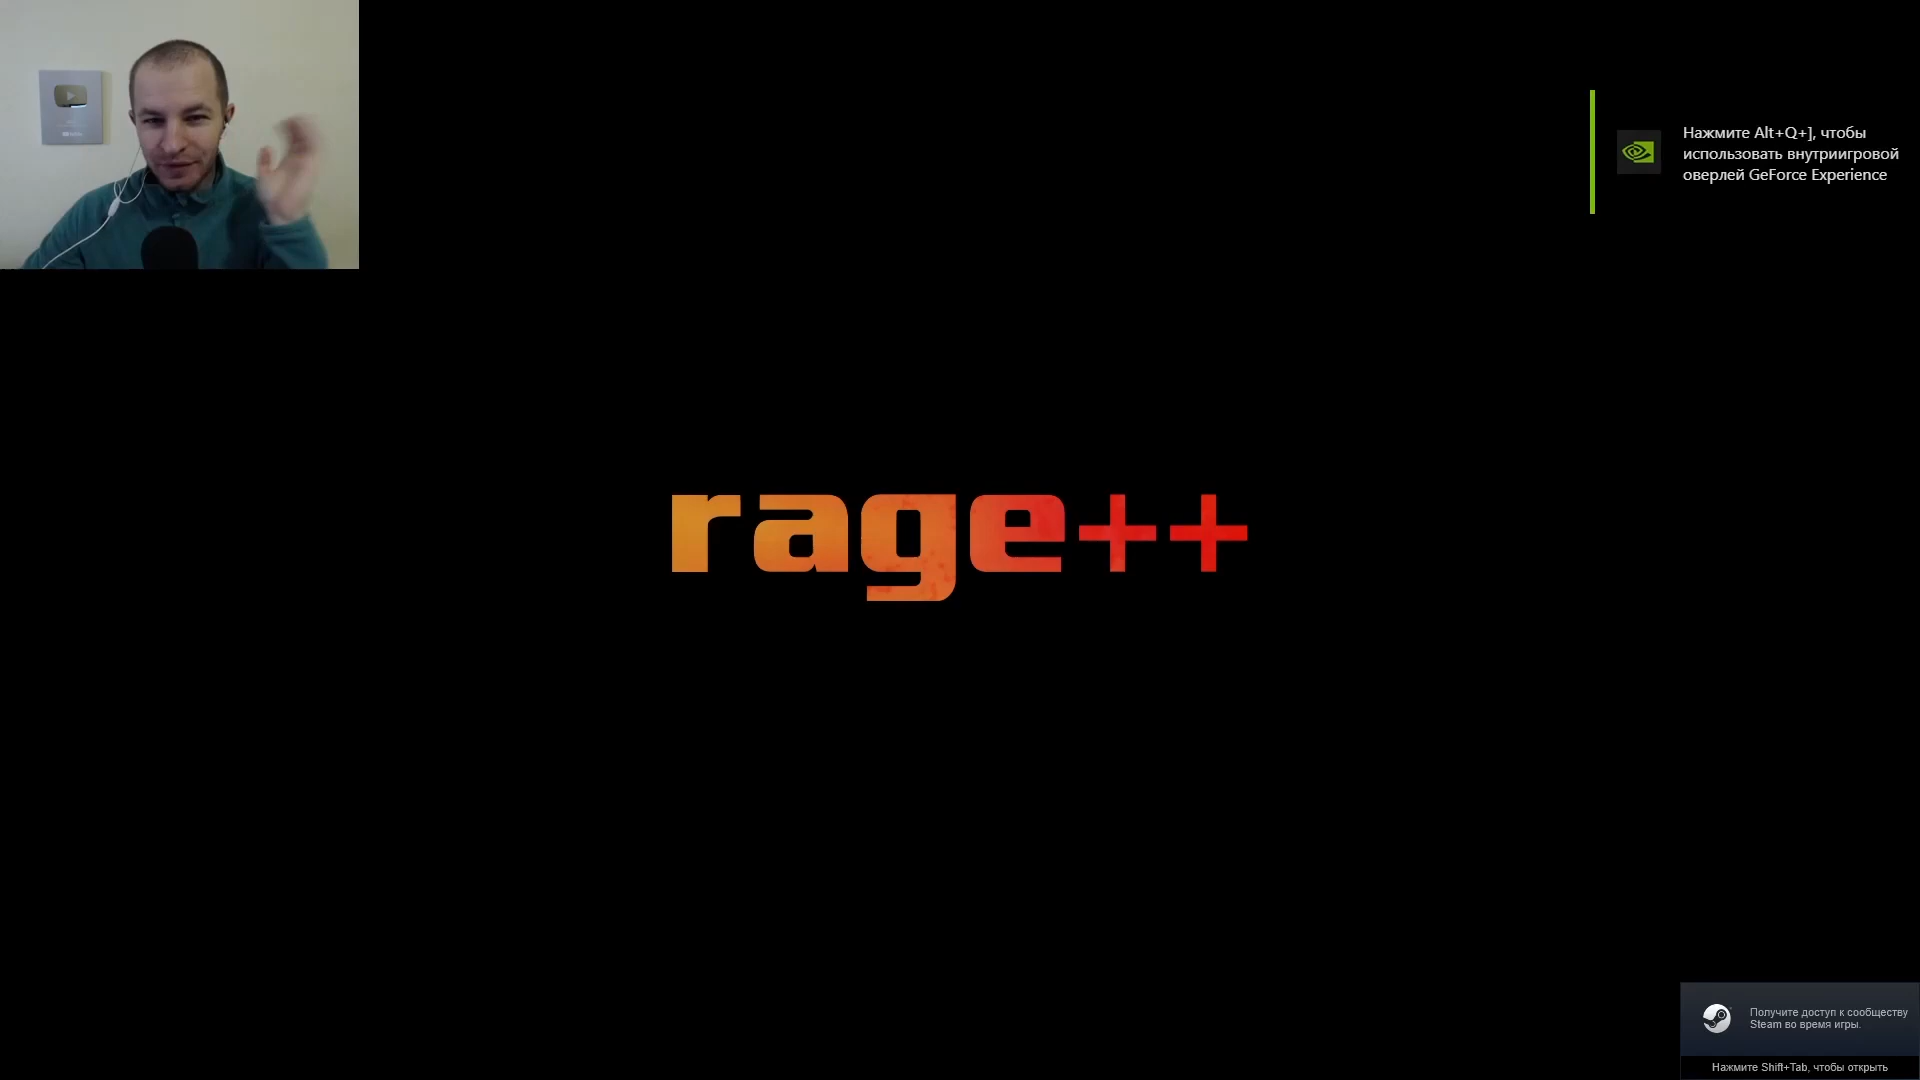 Нажмите Alt+Q+], чтобы
использовать внутриигровой
оверлей GeForce Experience
rage++
Получите доступ к сообществу
Steam во время игры.
Нажмите Shift+Tab, чтобы открыть